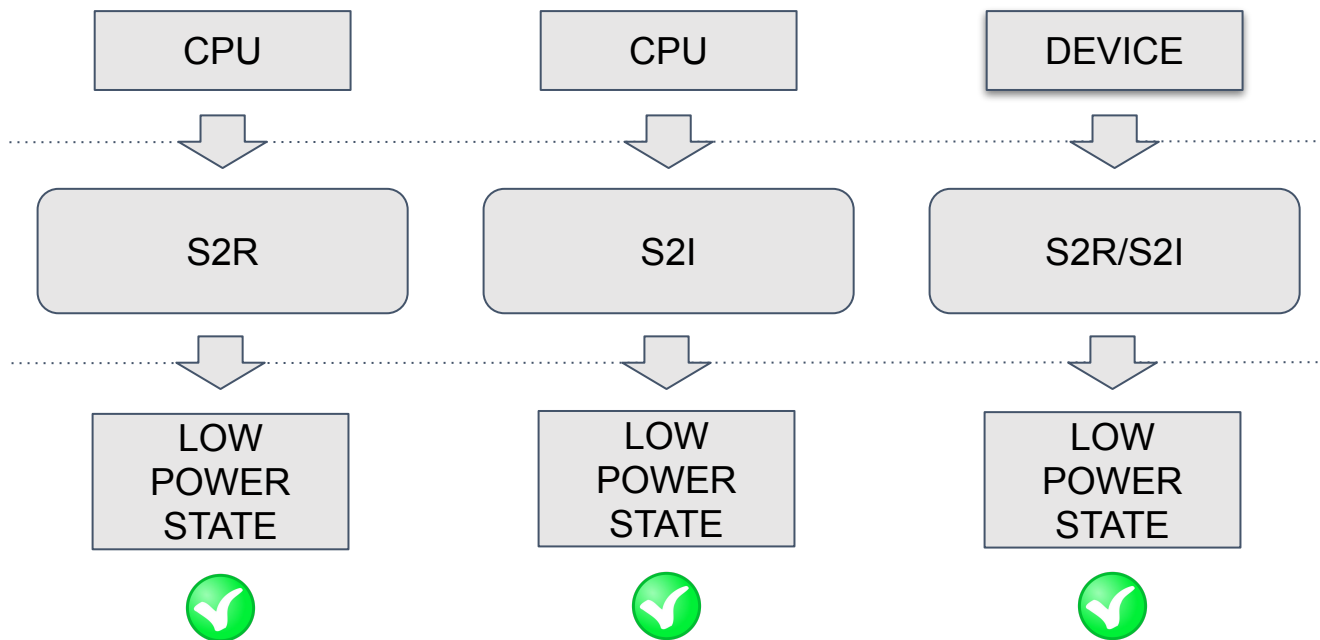 CPU
CPU
DEVICE
S2R
S2I
S2R/S2I
LOW
POWER
STATE
LOW
POWER
STATE
LOW
POWER
STATE